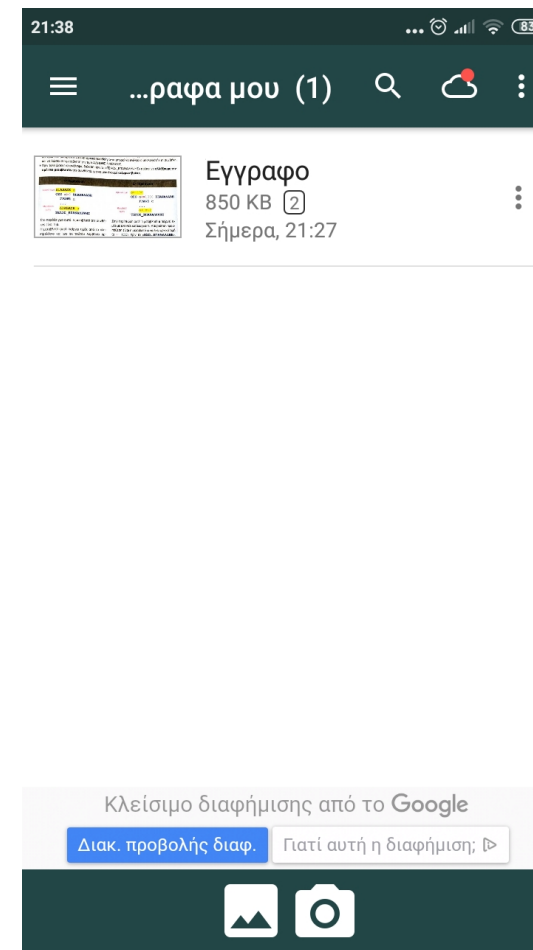 21:38
83
...ραφα μου (1)
Εγγραφο
850 KB 2
Σήμερα, 21:27
Κλείσιμο διαφήμισης από το Google
Διακ. προβολής διαφ.
Γιατί αυτή η διαφήμιση;